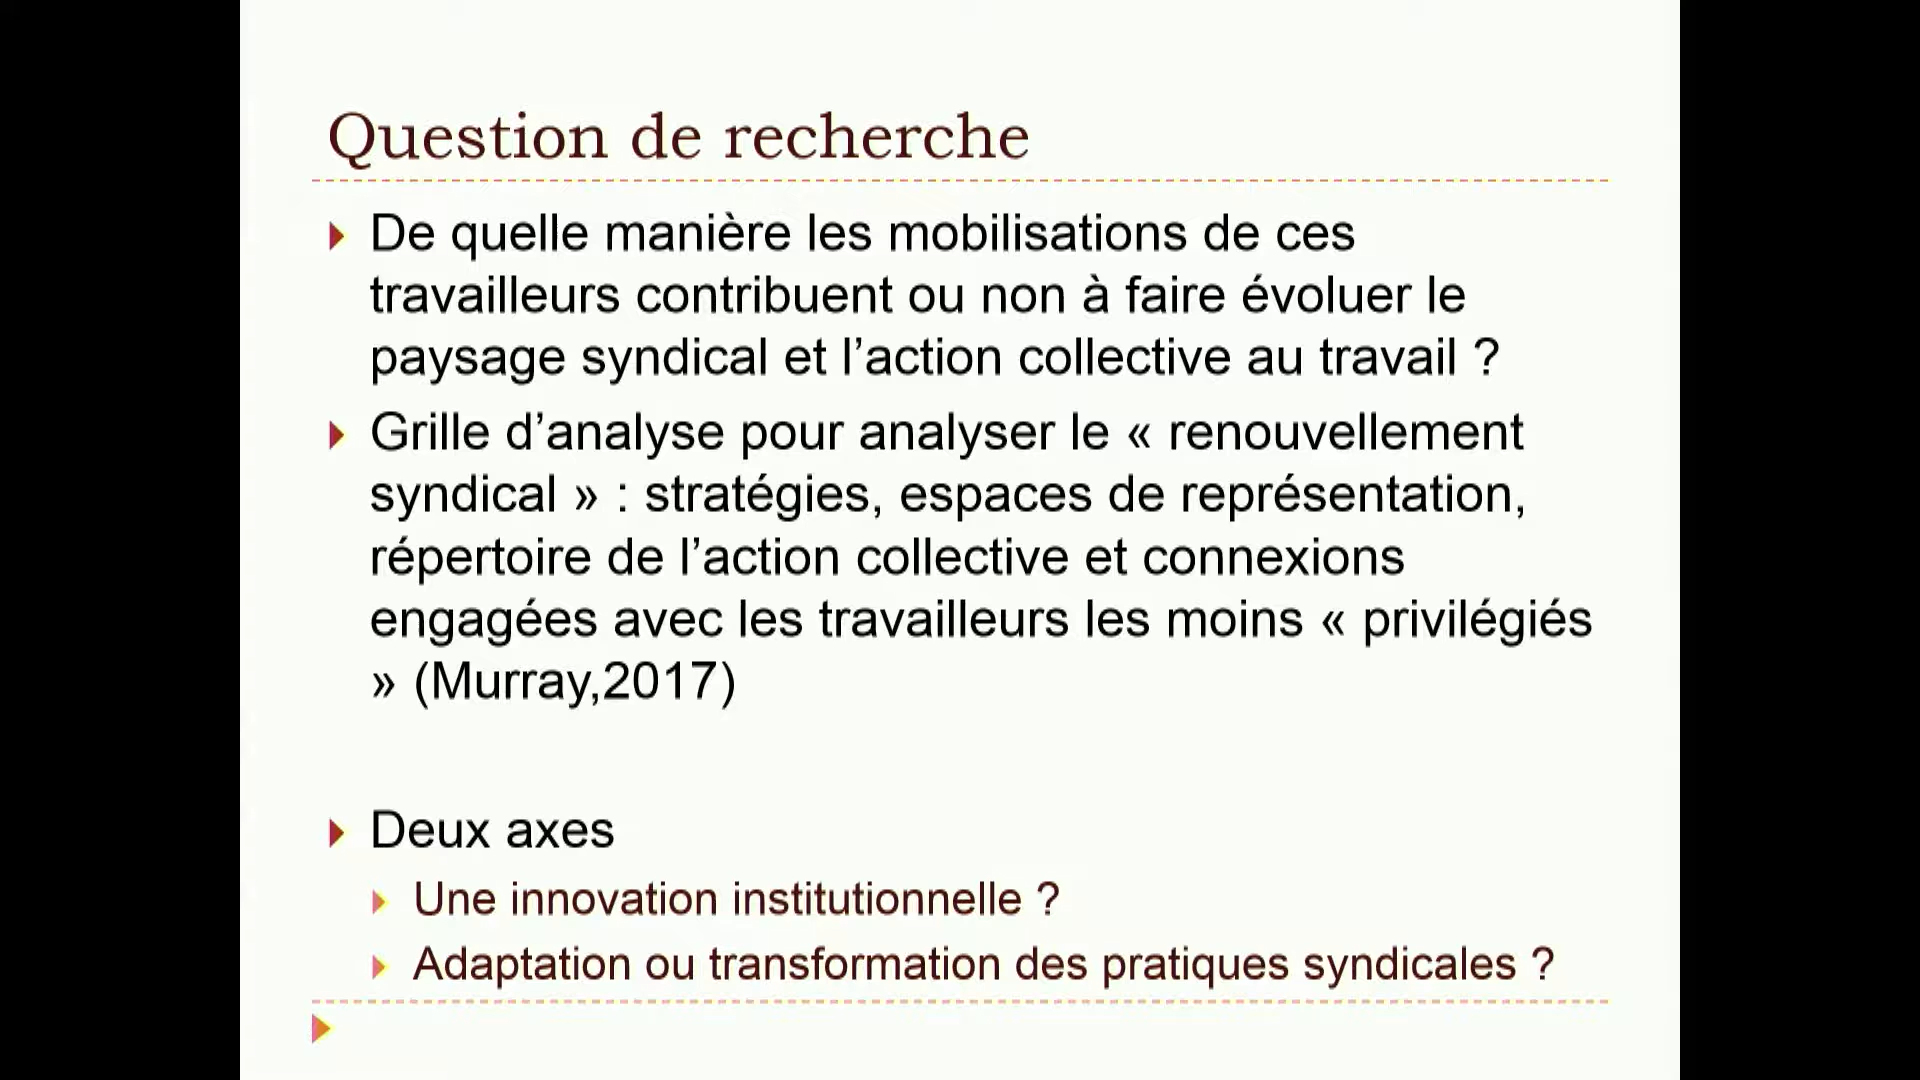 Question de recherche
De quelle manière les mobilisations de ces
travailleurs contribuent ou non à faire évoluer le
paysage syndical et l’action collective au travail ?
Grille d’analyse pour analyser le « renouvellement
syndical » : stratégies, espaces de représentation,
répertoire de l’action collective et connexions
engagées avec les travailleurs les moins « privilégiés
» (Murray,2017)
Deux axes
Une innovation institutionnelle ?
Adaptation ou transformation des pratiques syndicales ?